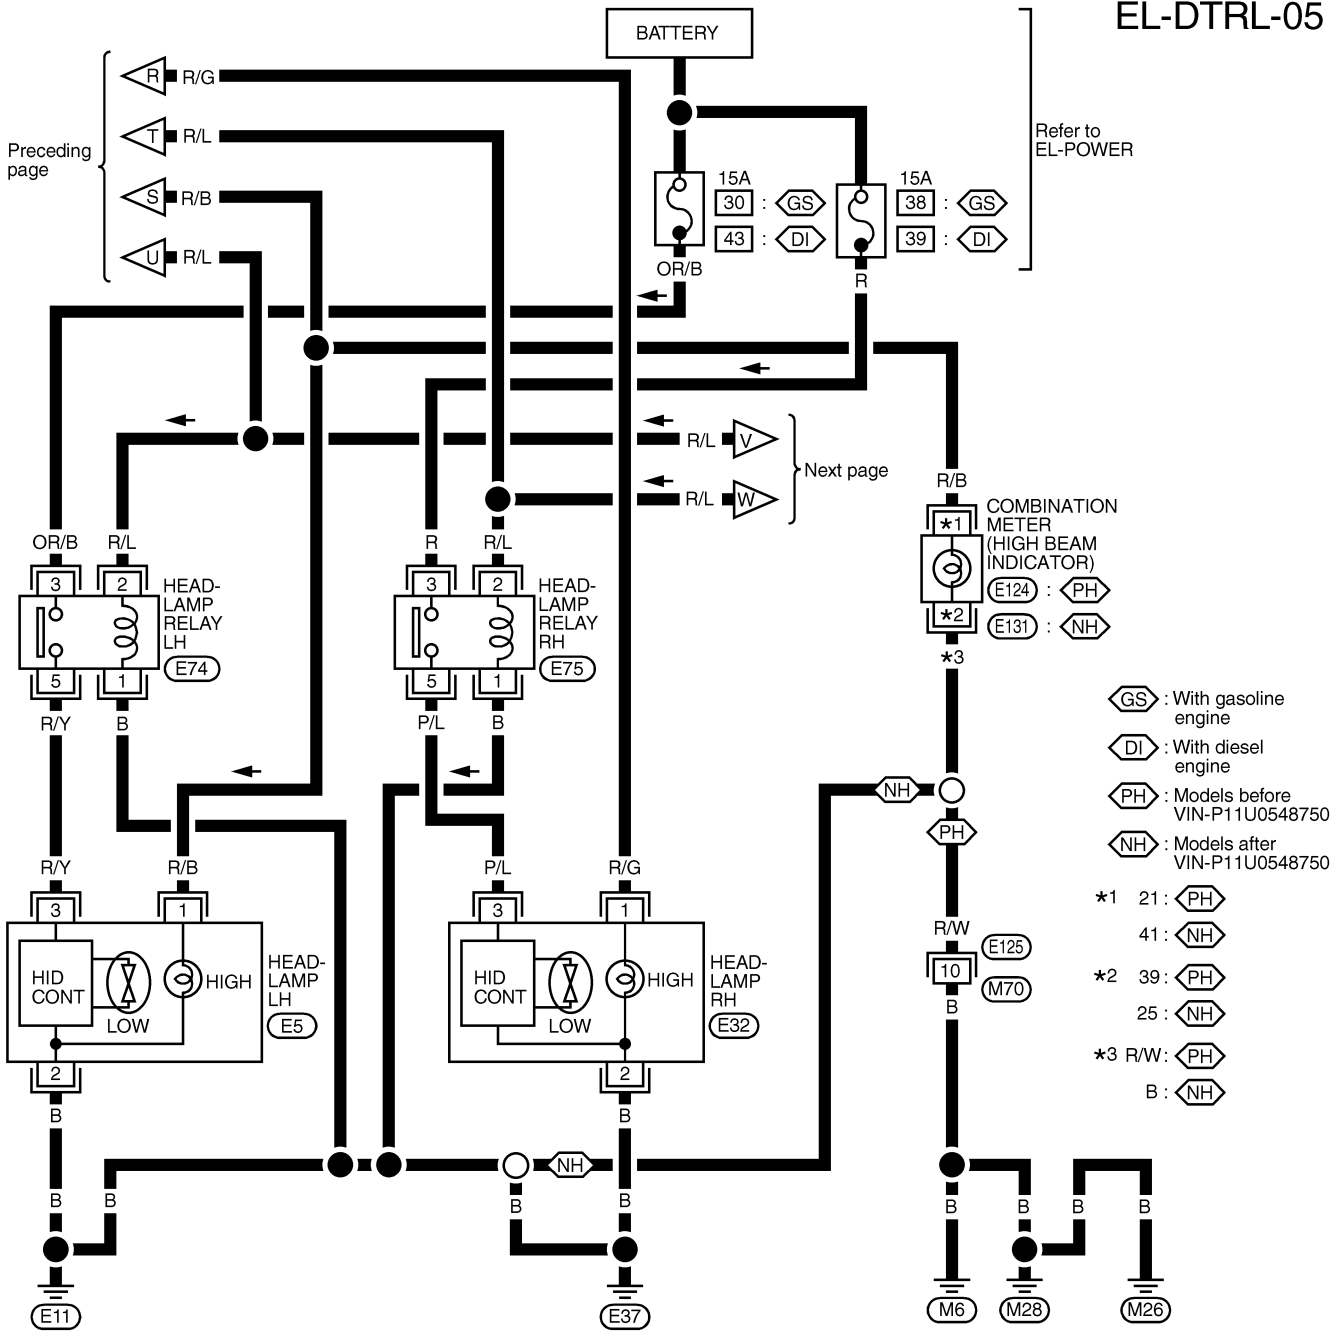 EL-DTRL-05
BATTERY
Refer to
EL-POWER
Preceding
page
R R/G
T R/L
S R/B
U R/L
15A
30 : GS
43 : DI
15A
38 : GS
39 : DI
OR/B
R
R/L V
R/L W
Next page
R/B
*1
COMBINATION
METER
(HIGH BEAM
INDICATOR)
E124 : PH
*2
E131 : NH
*3
OR/B
R/L
3
2
HEAD-
LAMP
RELAY
LH
E74
5
1
R/Y
B
R
R/L
3
2
HEAD-
LAMP
RELAY
RH
E75
5
1
P/L
B
GS : With gasoline
engine
DI : With diesel
engine
PH : Models before
VIN-P11U0548750
NH : Models after
VIN-P11U0548750
*1 21 : PH
41 : NH
*2 39 : PH
25 : NH
*3 R/W : PH
B : NH
NH
PH
R/W
E125
10
M70
B
R/Y
R/B
3
1
HID
CONT
LOW
HIGH
HEAD-
LAMP
LH
E5
2
B
P/L
R/G
3
1
HID
CONT
LOW
HIGH
HEAD-
LAMP
RH
E32
2
B
NH
B
B
B
B
B
B
B
B
E11
E37
M6
M28
M26